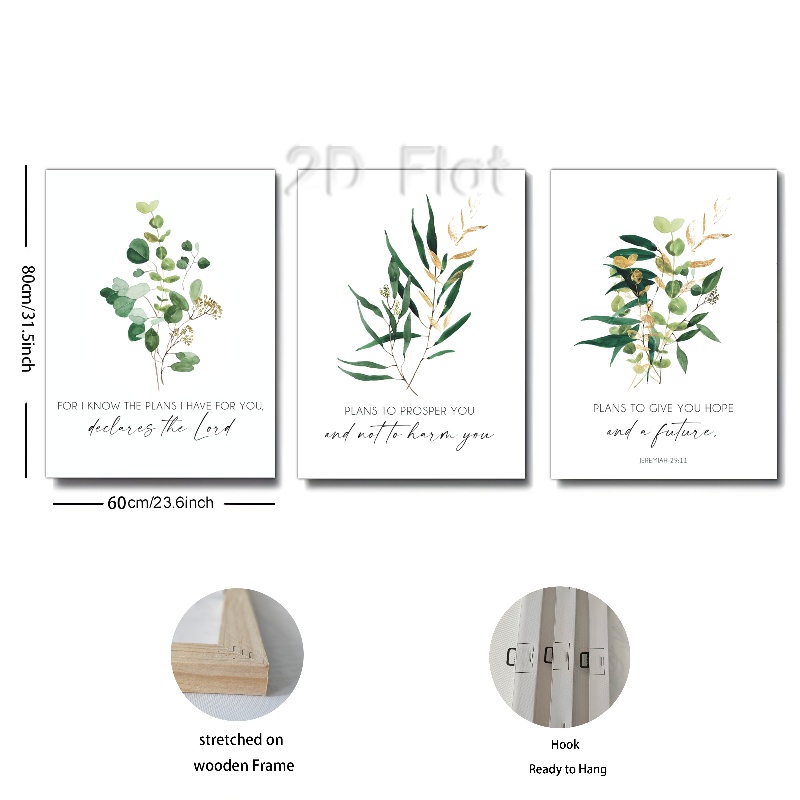 2D Flat
80cm/31.5inch
FOR I KNOW THE PLANS I HAVE FOR YOU,
declares the Lord
PLANS TO PROSPER YOU
and not to harm you
PLANS TO GIVE YOU HOPE
and a future.
JEREMIAH 29:11
60cm/23.6inch
stretched on
wooden Frame
Hook
Ready to Hang